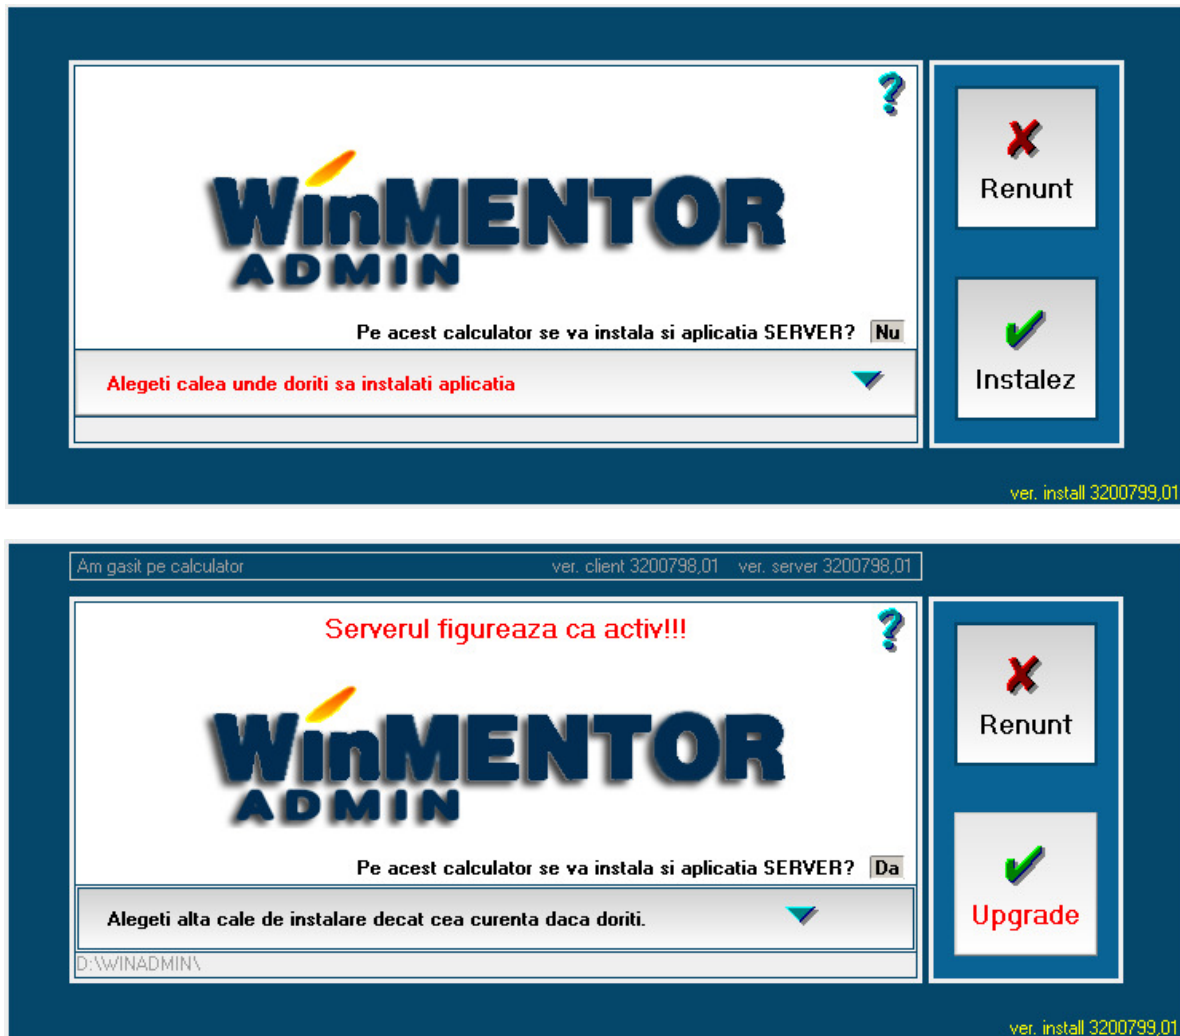 ?
WinMENTOR
ADMIN
Renunt
Pe acest calculator se va instala si aplicatia SERVER? Nu
Alegeti calea unde doriti sa instalati aplicatia
Instalez
ver. install 3200799,01
Am gasit pe calculator ver. client 3200798,01 ver. server 3200798,01
Serverul figureaza ca activ!!!
?
WinMENTOR
ADMIN
Renunt
Pe acest calculator se va instala si aplicatia SERVER? Da
Alegeti alta cale de instalare decat cea curenta daca doriti.
D:\WINADMIN\
Upgrade
ver. install 3200799,01